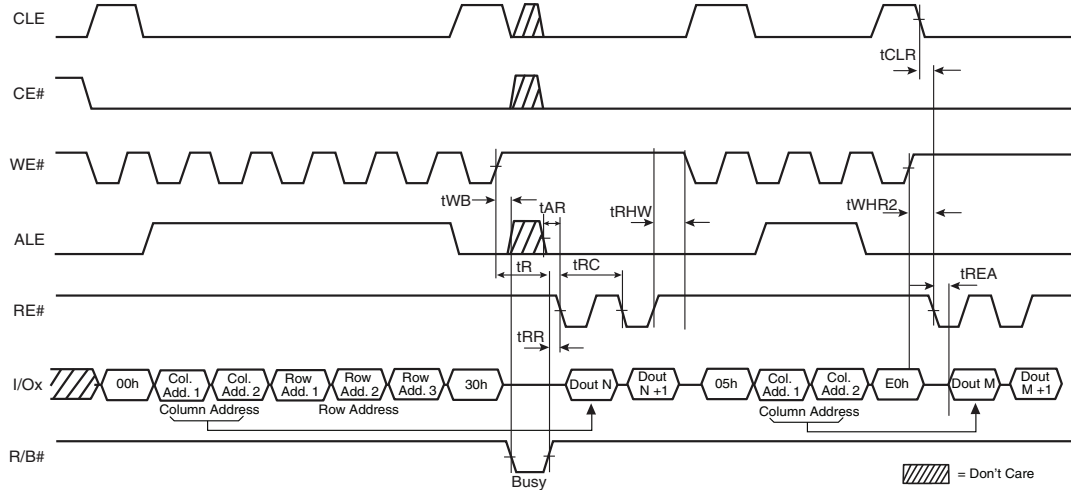 CLE
tCLR
CE#
WE#
tWB
tAR
tRHW
tWHR2
ALE
tR
tRC
tREA
RE#
tRR
I/Ox
00h
Col.
Add. 1
Col.
Add. 2
Row
Add. 1
Row
Add. 2
Row
Add. 3
30h
Dout N
Dout
N +1
05h
Col.
Add. 1
Col.
Add. 2
E0h
Dout M
Dout
M +1
Column Address
Row Address
Column Address
R/B#
Busy
= Don't Care